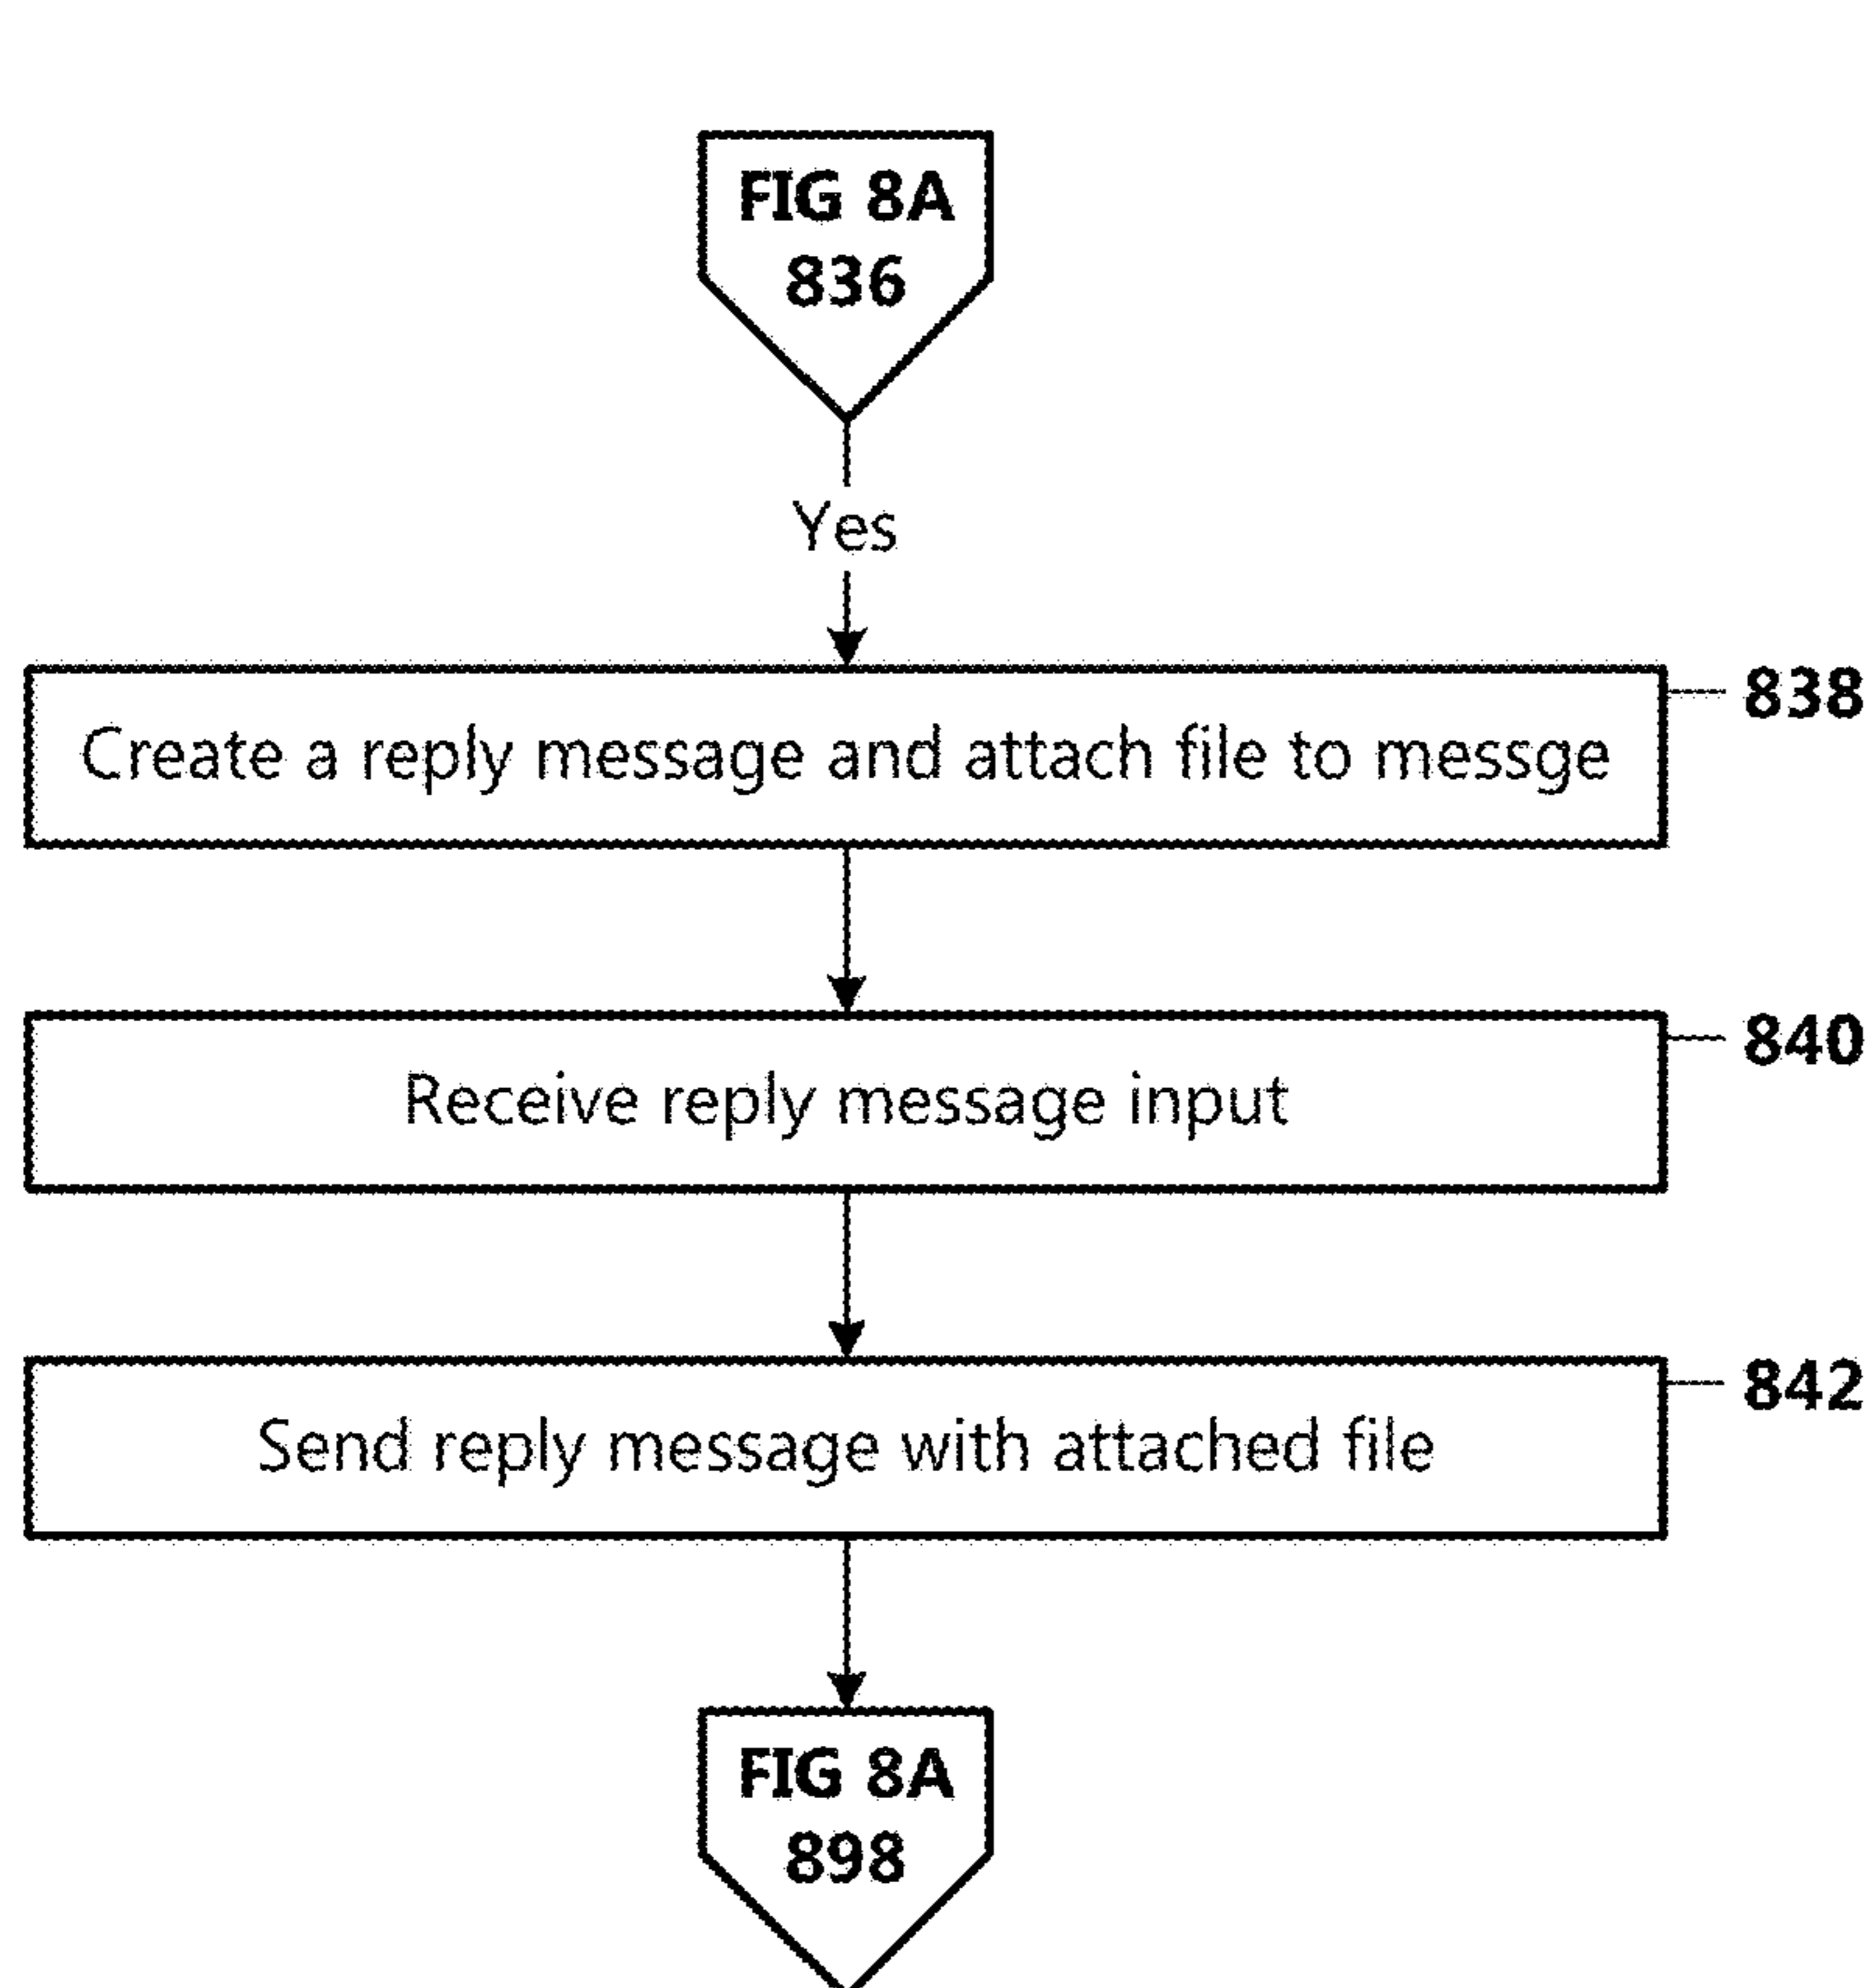 FIG 8A
836
Yes
838
Create a reply message and attach file to messge
840
Receive reply message input
842
Send reply message with attached file
FIG 8A
898